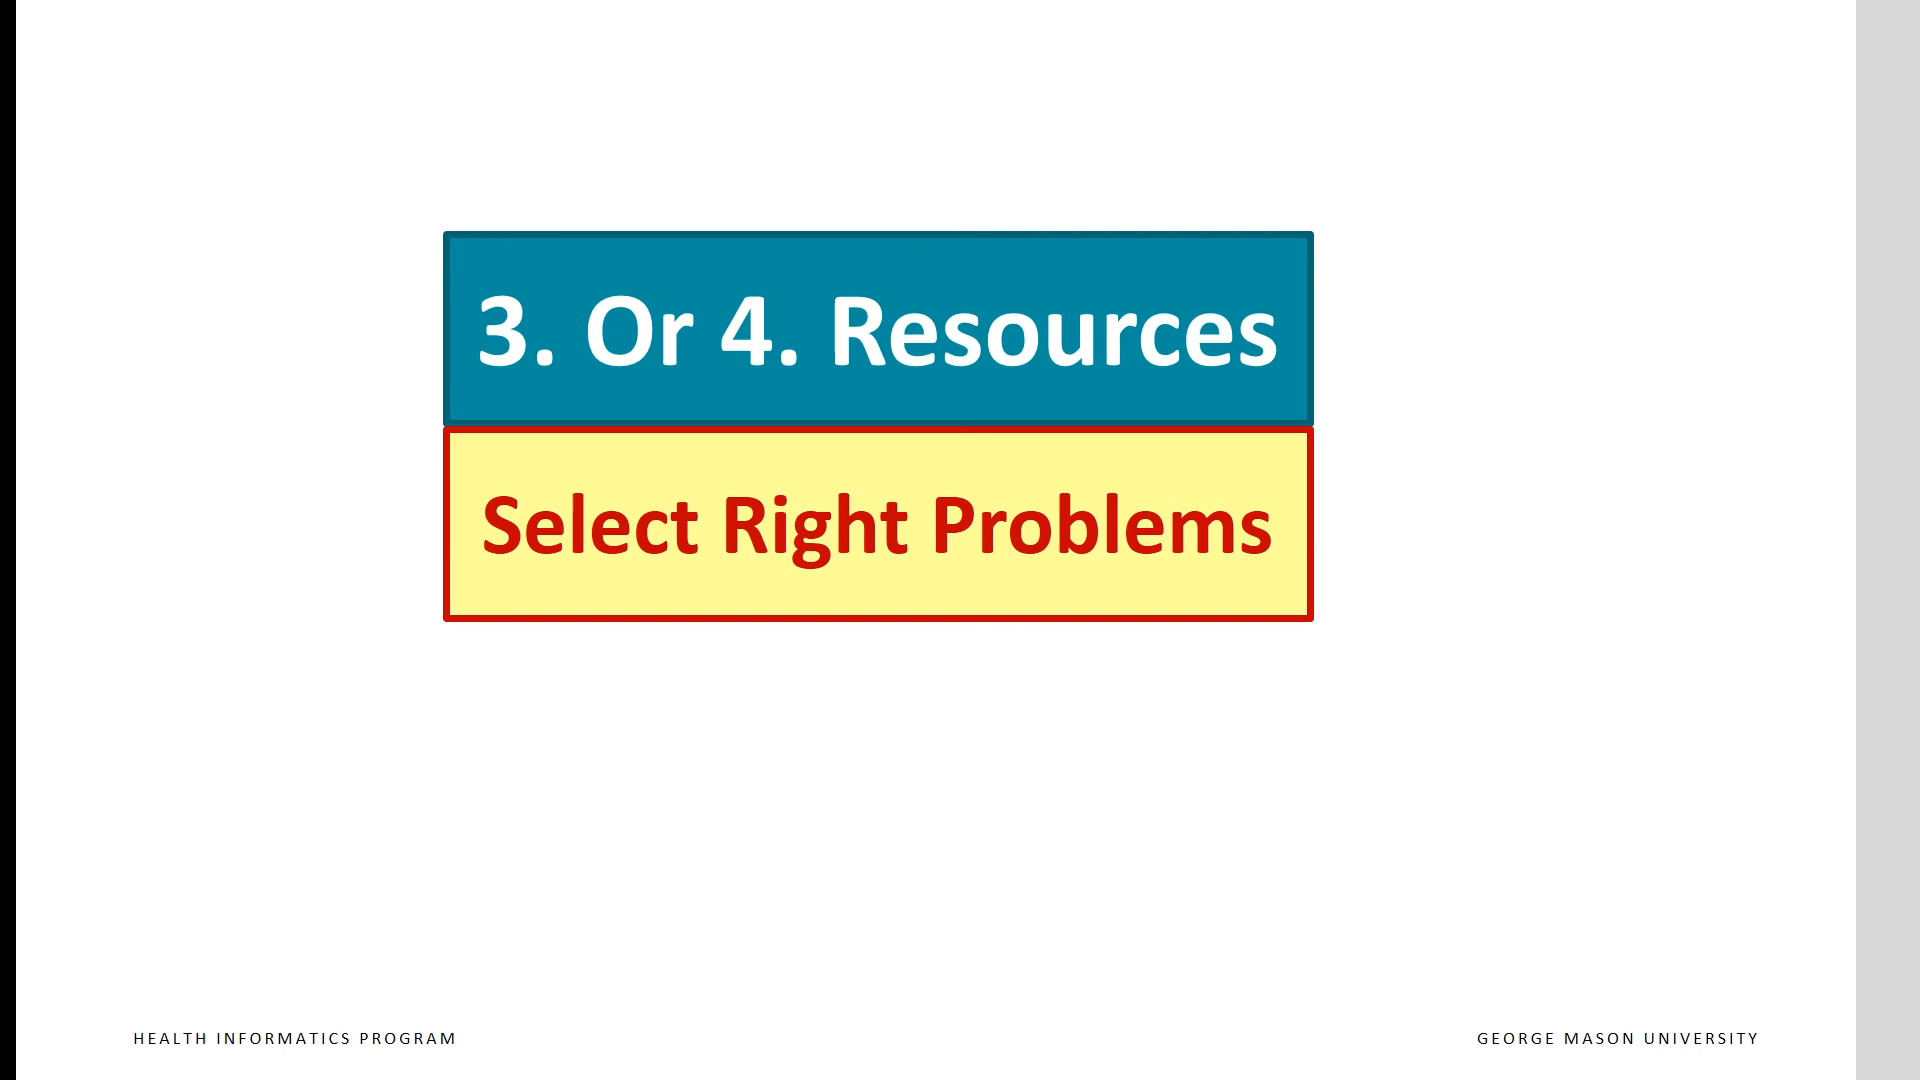 3. Or 4. Resources
Select Right Problems
HEALTH INFORMATICS PROGRAM
GEORGE MASON UNIVERSITY